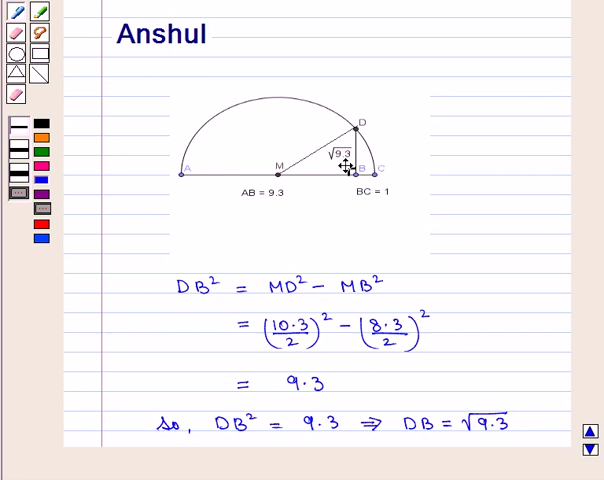 Anshul
D
√9.3
A M B C
AB = 9.3 BC = 1
DB² = MD² - MB²
= (10.3/2)² - (8.3/2)²
= 9.3
So, DB² = 9.3 ⇒ DB = √9.3